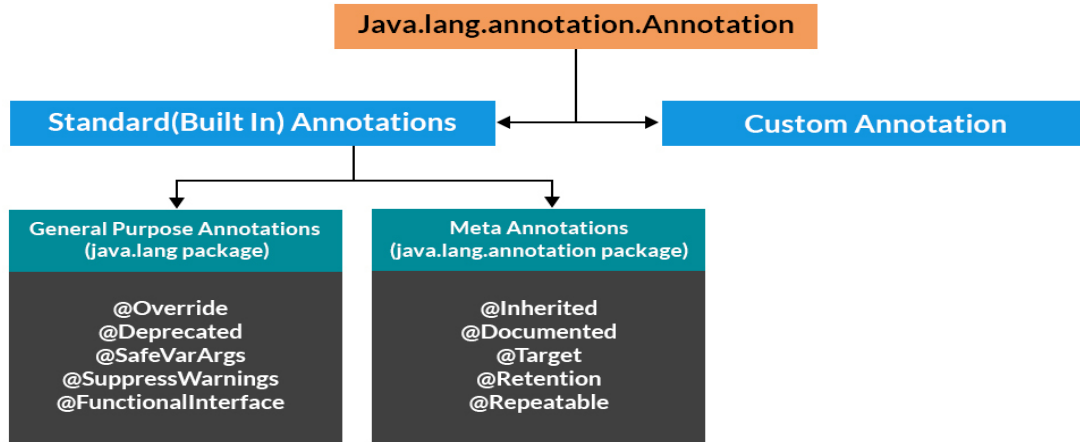 Java.lang.annotation.Annotation
Standard(Built In) Annotations
Custom Annotation
General Purpose Annotations
(java.lang package)
@Override
@Deprecated
@SafeVarArgs
@SuppressWarnings
@FunctionalInterface
Meta Annotations
(java.lang.annotation package)
@Inherited
@Documented
@Target
@Retention
@Repeatable